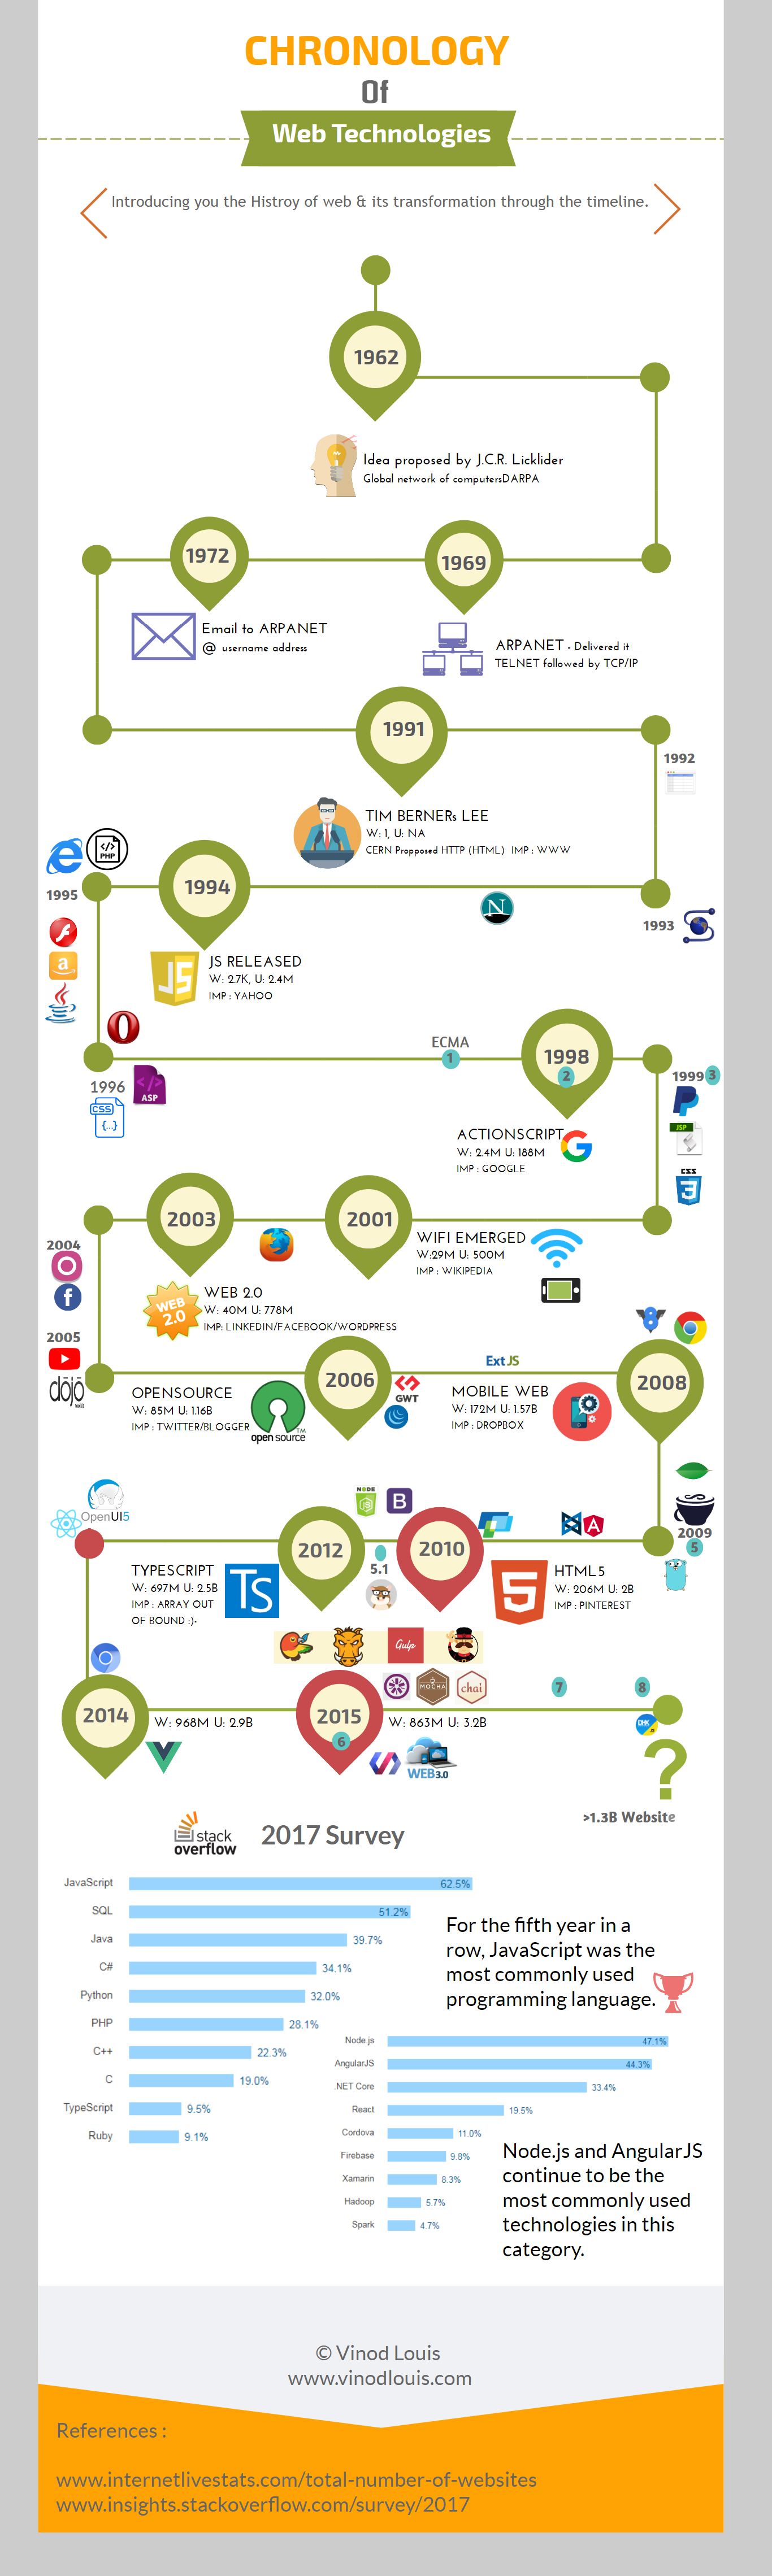 CHRONOLOGY
Of
Web Technologies
Introducing you the Histroy of web & its transformation through the timeline.
1962
Idea proposed by J.C.R. Licklider
Global network of computersDARPA
1972
1969
Email to ARPANET
@ username address
ARPANET - Delivered it
TELNET followed by TCP/IP
1991
1992
TIM BERNERs LEE
W: 1, U: NA
CERN Propposed HTTP (HTML) IMP : WWW
PHP
1995
1994
N
1993
JS
JS RELEASED
W: 2.7K, U: 2.4M
IMP : YAHOO
ECMA
1
1998
2
1999 3
1996
ASP
CSS
{...}
JSP
ACTIONSCRIPT
W: 2.4M U: 188M
IMP : GOOGLE
CSS
3
2003
2001
2004
WIFI EMERGED
W:29M U: 500M
IMP : WIKIPEDIA
WEB
2.0
WEB 2.0
W: 40M U: 778M
IMP: LINKEDIN/FACEBOOK/WORDPRESS
2005
dojo
2006
Ext JS
2008
OPENSOURCE
W: 85M U: 1.16B
IMP : TWITTER/BLOGGER
open source
TM
GWT
MOBILE WEB
W: 172M U: 1.57B
IMP : DROPBOX
OpenUI5
NODE
JS
B
A
2009
5
2012
5.1
2010
TYPESCRIPT
W: 697M U: 2.5B
IMP : ARRAY OUT
OF BOUND :)-
TS
5
HTML5
W: 206M U: 2B
IMP : PINTEREST
Gulp
MOCHA
chai
7
8
2014
W: 968M U: 2.9B
2015
6
W: 863M U: 3.2B
WEB3.0
?
>1.3B Website
stack
overflow
2017 Survey
JavaScript 62.5%
SQL 51.2%
Java 39.7%
C# 34.1%
Python 32.0%
PHP 28.1%
C++ 22.3%
C 19.0%
TypeScript 9.5%
Ruby 9.1%
For the fifth year in a
row, JavaScript was the
most commonly used
programming language.
Node.js 47.1%
AngularJS 44.3%
.NET Core 33.4%
React 19.5%
Cordova 11.0%
Firebase 9.8%
Xamarin 8.3%
Hadoop 5.7%
Spark 4.7%
Node.js and AngularJS
continue to be the
most commonly used
technologies in this
category.
© Vinod Louis
www.vinodlouis.com
References :
www.internetlivestats.com/total-number-of-websites
www.insights.stackoverflow.com/survey/2017